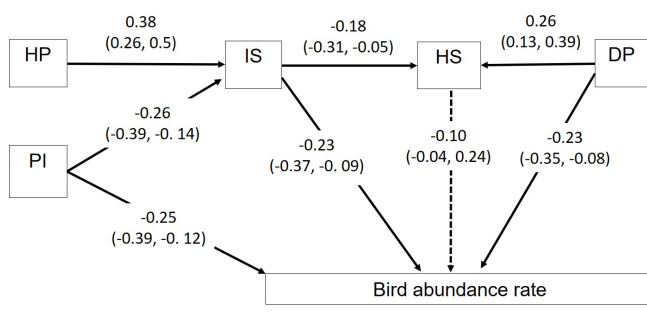 0.38
(0.26, 0.5)
-0.18
(-0.31, -0.05)
0.26
(0.13, 0.39)
HP
IS
HS
DP
-0.26
(-0.39, -0. 14)
-0.23
(-0.37, -0. 09)
-0.10
(-0.04, 0.24)
-0.23
(-0.35, -0.08)
PI
-0.25
(-0.39, -0. 12)
Bird abundance rate